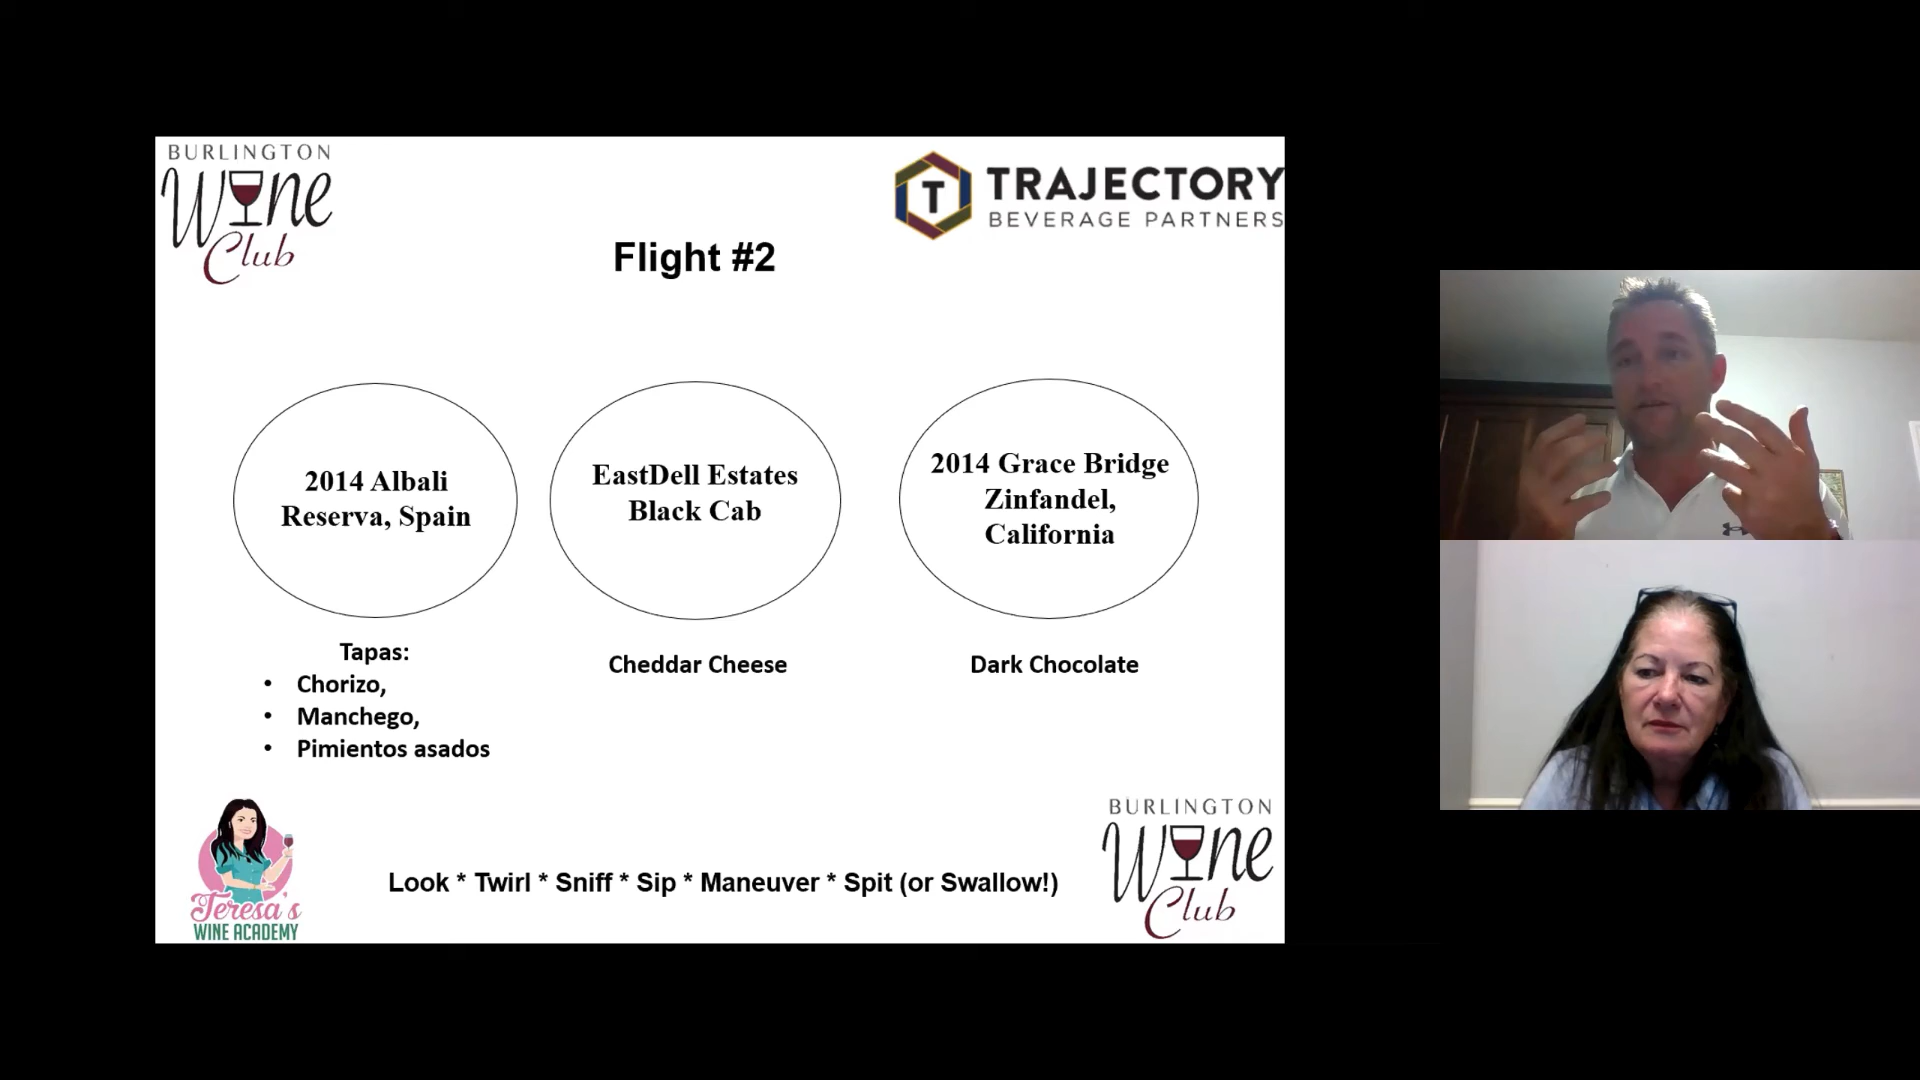 BURLINGTON
Wine
Club
T
TRAJECTORY
BEVERAGE PARTNERS
Flight #2
2014 Albali
Reserva, Spain
EastDell Estates
Black Cab
2014 Grace Bridge
Zinfandel,
California
Tapas:
• Chorizo,
• Manchego,
• Pimientos asados
Cheddar Cheese
Dark Chocolate
Teresa's
WINE ACADEMY
Look * Twirl * Sniff * Sip * Maneuver * Spit (or Swallow!)
BURLINGTON
Wine
Club